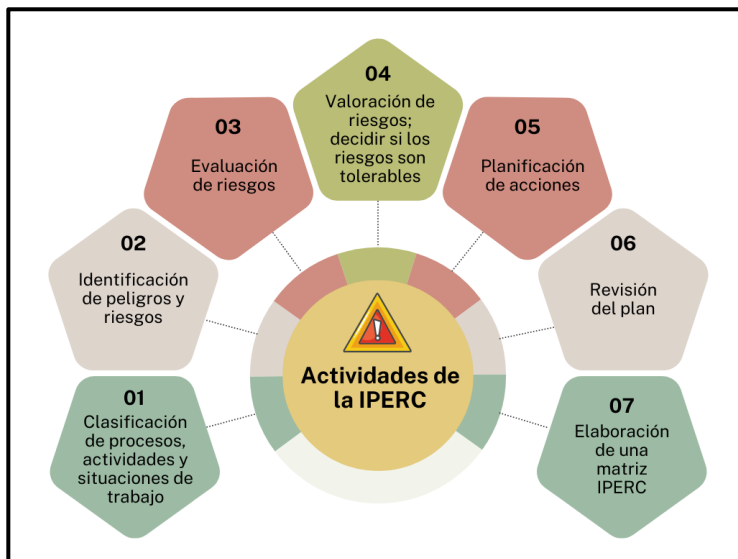 01
Clasificación
de procesos,
actividades y
situaciones de
trabajo
02
Identificación
de peligros y
riesgos
03
Evaluación
de riesgos
04
Valoración de
riesgos;
decidir si los
riesgos son
tolerables
05
Planificación
de acciones
06
Revisión
del plan
07
Elaboración
de una
matriz
IPERC
Actividades de
la IPERC